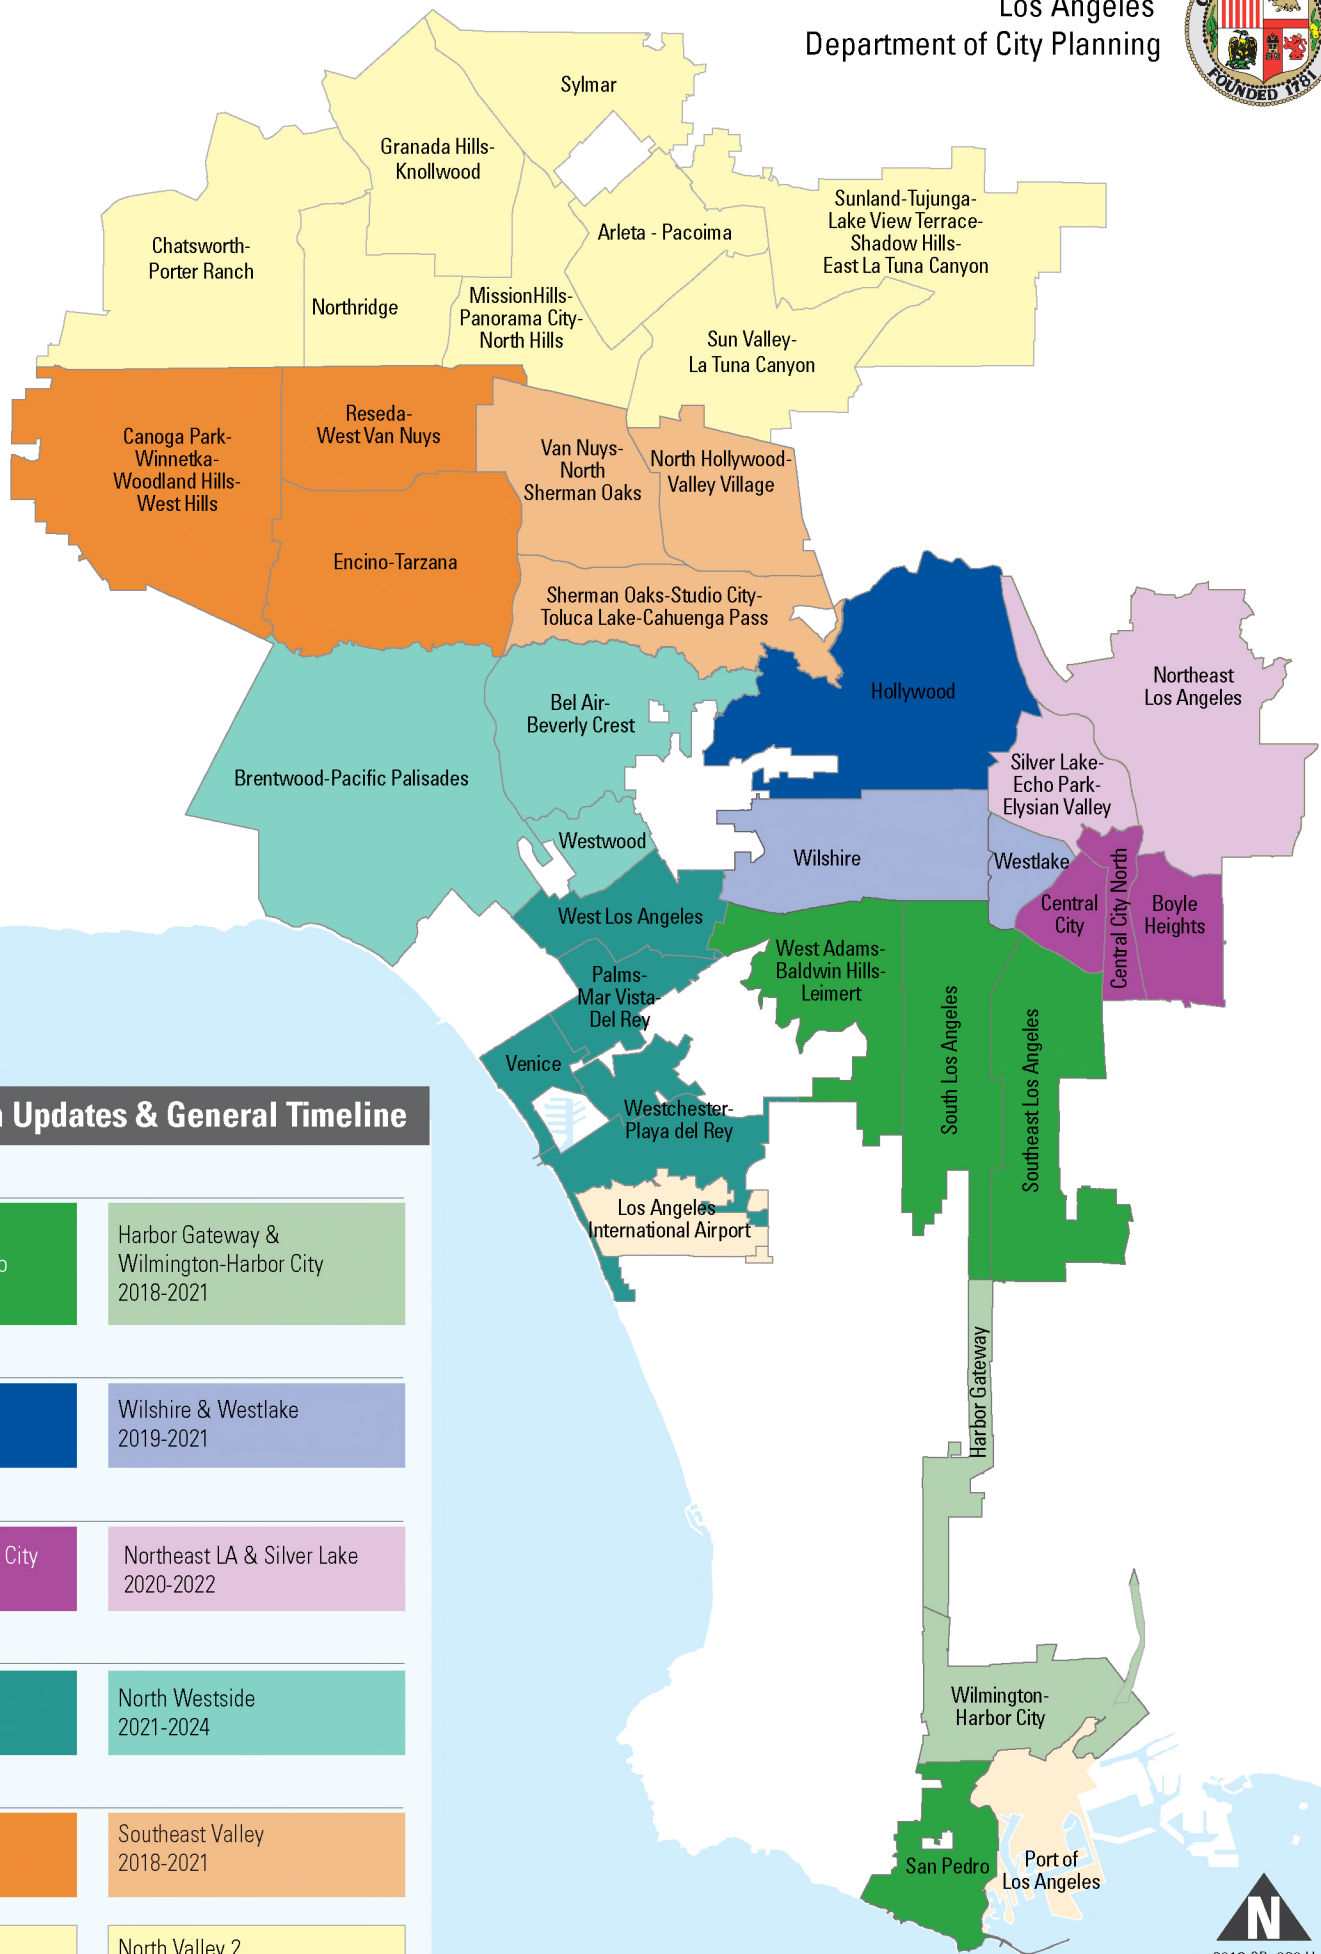 Los Angeles
Department of City Planning
FOUNDED 1781
Sylmar
Granada Hills-
Knollwood
Sunland-Tujunga-
Lake View Terrace-
Shadow Hills-
East La Tuna Canyon
Arleta - Pacoima
Chatsworth-
Porter Ranch
Northridge
MissionHills-
Panorama City-
North Hills
Sun Valley-
La Tuna Canyon
Canoga Park-
Winnetka-
Woodland Hills-
West Hills
Reseda-
West Van Nuys
Van Nuys-
North
Sherman Oaks
North Hollywood-
Valley Village
Encino-Tarzana
Sherman Oaks-Studio City-
Toluca Lake-Cahuenga Pass
Hollywood
Northeast
Los Angeles
Bel Air-
Beverly Crest
Brentwood-Pacific Palisades
Silver Lake-
Echo Park-
Elysian Valley
Westwood
Wilshire
Westlake
West Los Angeles
Central
City
Central City North
Boyle
Heights
West Adams-
Baldwin Hills-
Leimert
Palms-
Mar Vista-
Del Rey
Venice
South Los Angeles
Southeast Los Angeles
Westchester-
Playa del Rey
Los Angeles
International Airport
Harbor Gateway
Wilmington-
Harbor City
San Pedro
Port of
Los Angeles
N
Updates & General Timeline
Harbor Gateway &
Wilmington-Harbor City
2018-2021
Wilshire & Westlake
2019-2021
City
Northeast LA & Silver Lake
2020-2022
North Westside
2021-2024
Southeast Valley
2018-2021
North Valley 2